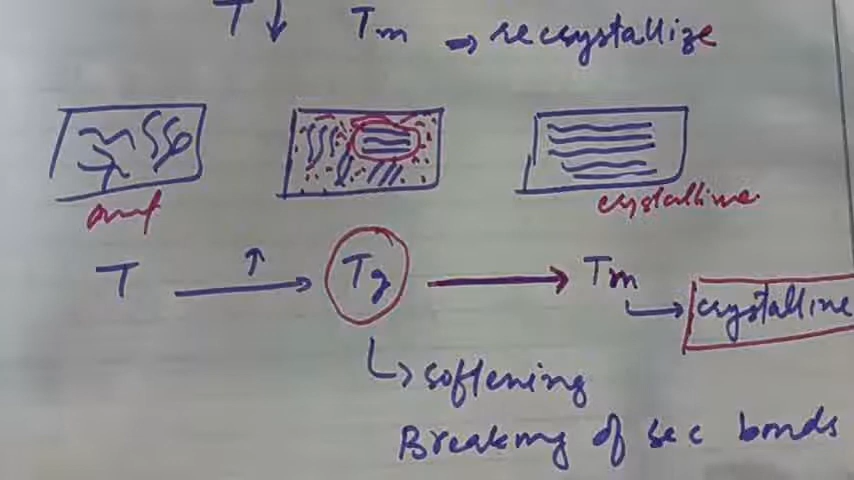 T↓ Tm → recrystallize
amf
crystalline
T ↑ → Tg → Tm
↳ crystalline
↳ softening
Breaking of sec bonds